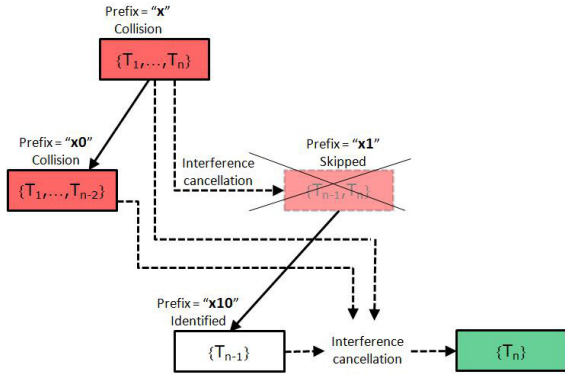 Prefix = “x”
Collision
{T1,...,Tn}
Prefix = “x0”
Collision
{T1,...,Tn-2}
Interference
cancellation
Prefix = “x1”
Skipped
{Tn-1,Tn}
Prefix = “x10”
Identified
{Tn-1}
Interference
cancellation
{Tn}